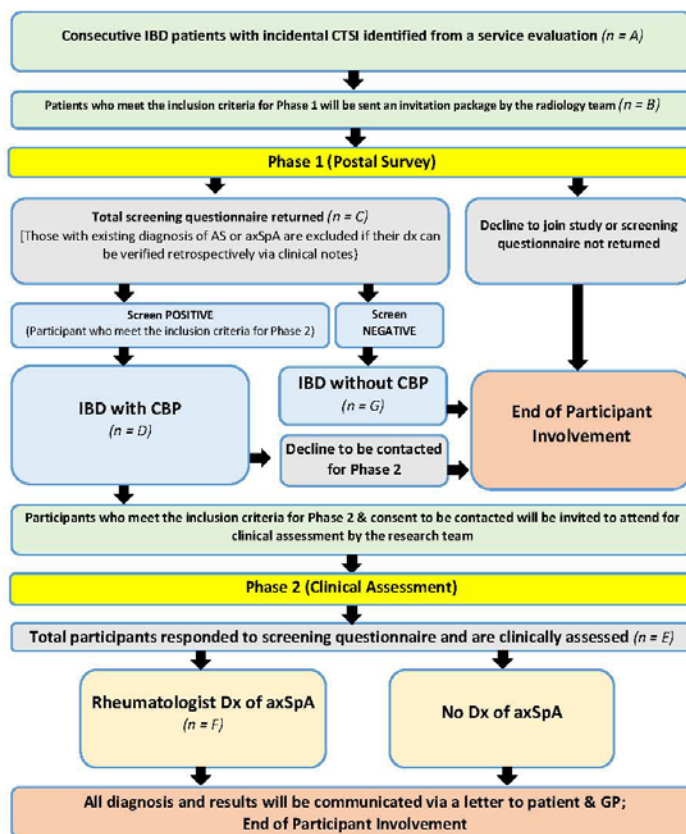 Consecutive IBD patients with incidental CTSI identified from a service evaluation (n = A)
Patients who meet the inclusion criteria for Phase 1 will be sent an invitation package by the radiology team (n = B)
Phase 1 (Postal Survey)
Total screening questionnaire returned (n = C)
[Those with existing diagnosis of AS or axSpA are excluded if their dx can
be verified retrospectively via clinical notes}
Decline to join study or screening
questionnaire not returned
Screen POSITIVE
(Participant who meet the inclusion criteria for Phase 2)
Screen
NEGATIVE
IBD with CBP
(n = D)
IBD without CBP
(n = G)
End of Participant
Involvement
Decline to be contacted
for Phase 2
Participants who meet the inclusion criteria for Phase 2 & consent to be contacted will be invited to attend for
clinical assessment by the research team
Phase 2 (Clinical Assessment)
Total participants responded to screening questionnaire and are clinically assessed (n = E)
Rheumatologist Dx of axSpA
(n = F)
No Dx of axSpA
All diagnosis and results will be communicated via a letter to patient & GP;
End of Participant Involvement